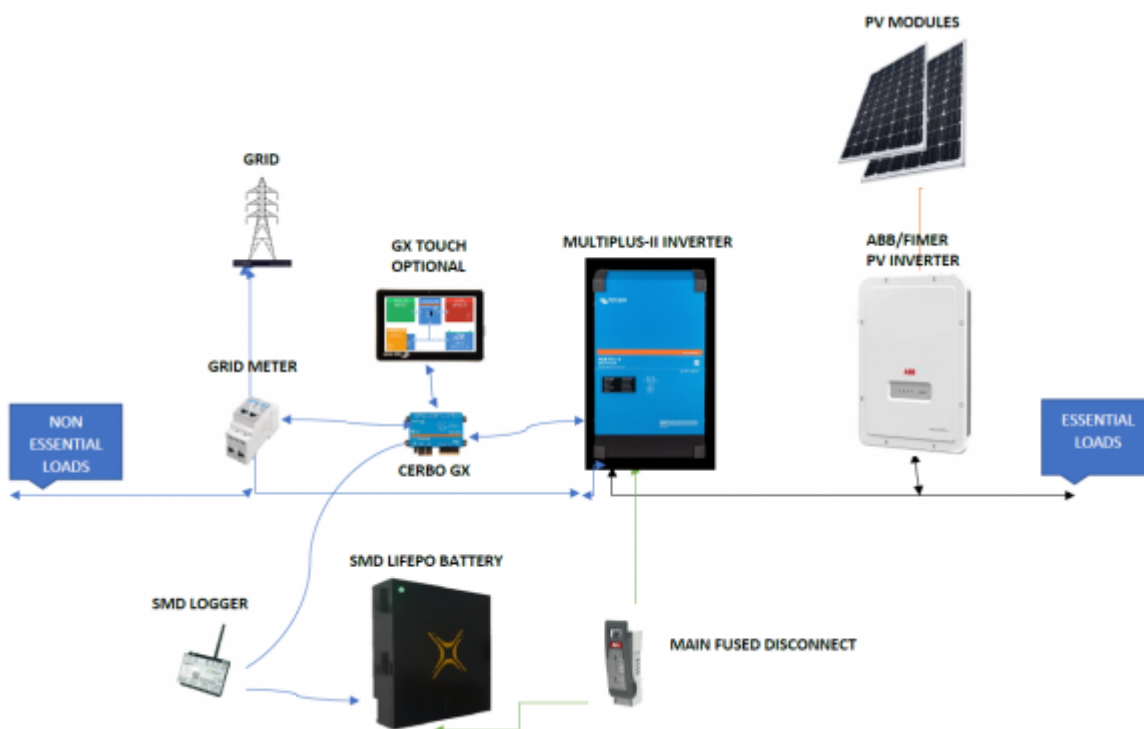 PV MODULES
GRID
GX TOUCH
OPTIONAL
MULTIPLUS-II INVERTER
ABB/FIMER
PV INVERTER
GRID METER
ABB
NON
ESSENTIAL
LOADS
CERBO GX
ESSENTIAL
LOADS
SMD LIFEPO BATTERY
SMD LOGGER
MAIN FUSED DISCONNECT